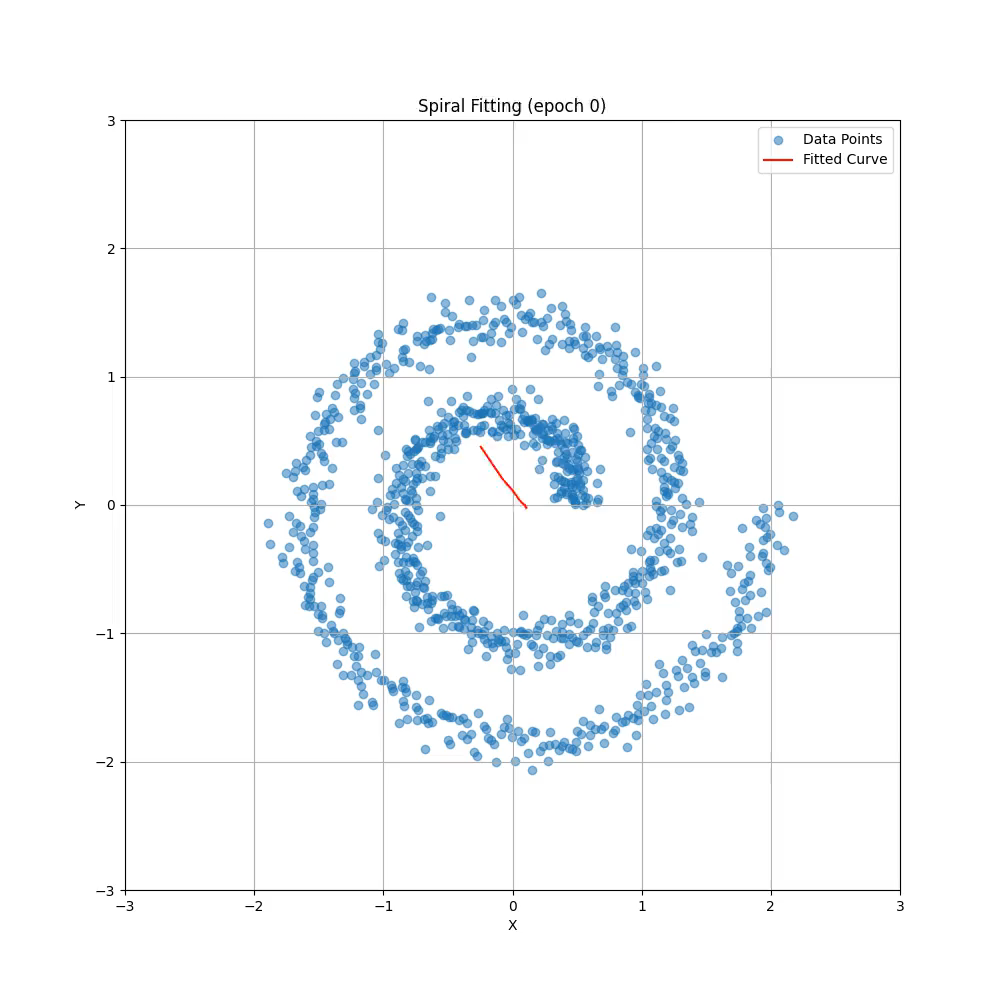 Spiral Fitting (epoch 0)
Data Points
Fitted Curve
3
2
1
0
−1
−2
−3
Y
−3 −2 −1 0 1 2 3
X